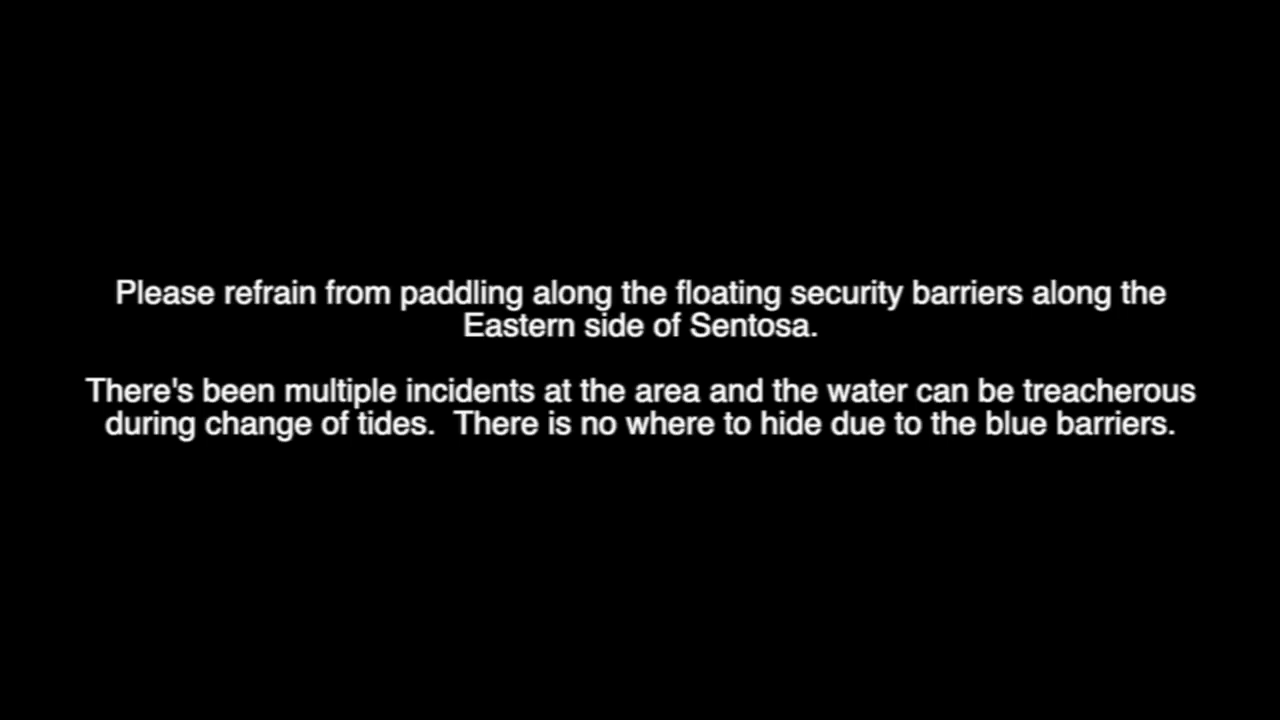 Please refrain from paddling along the floating security barriers along the
Eastern side of Sentosa.
There's been multiple incidents at the area and the water can be treacherous
during change of tides.  There is no where to hide due to the blue barriers.